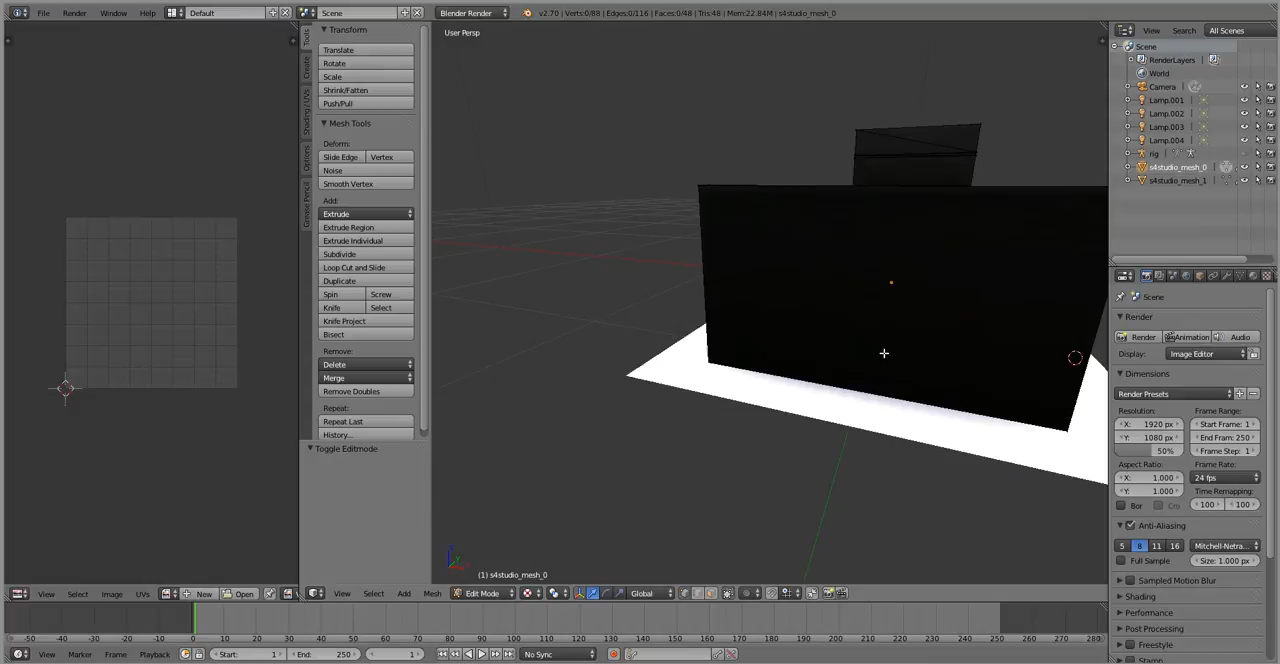 File Render Window Help Default Scene Blender Render v2.70 | Verts:0/88 | Edges:0/116 | Faces:0/48 | Tris:48 | Mem:22.84M | s4studio_mesh_0
View Search All Scenes
Scene
RenderLayers
World
Camera
Lamp.001
Lamp.002
Lamp.003
Lamp.004
rig
s4studio_mesh_0
s4studio_mesh_1
Tools
Create
Shading / UVs
Options
Grease Pencil
Transform
Translate
Rotate
Scale
Shrink/Fatten
Push/Pull
Mesh Tools
Deform:
Slide Edge Vertex
Noise
Smooth Vertex
Add:
Extrude
Extrude Region
Extrude Individual
Subdivide
Loop Cut and Slide
Duplicate
Spin Screw
Knife Select
Knife Project
Bisect
Remove:
Delete
Merge
Remove Doubles
Repeat:
Repeat Last
History...
Toggle Editmode
User Persp
(1) s4studio_mesh_0
Scene
Render
Render Animation Audio
Display: Image Editor
Dimensions
Render Presets
Resolution: Frame Range:
X: 1920 px Start Frame: 1
Y: 1080 px End Fram: 250
50% Frame Step: 1
Aspect Ratio: Frame Rate:
X: 1.000 24 fps
Y: 1.000 Time Remapping:
Bor Cro 100 100
Anti-Aliasing
5 8 11 16 Mitchell-Netra...
Full Sample Size: 1.000 px
Sampled Motion Blur
Shading
Performance
Post Processing
Freestyle
Stamp
View Select Image UVs New Open
View Select Add Mesh Edit Mode Global
-50 -40 -30 -20 -10 0 10 20 30 40 50 60 70 80 90 100 110 120 130 140 150 160 170 180 190 200 210 220 230 240 250 260 270 280
View Marker Frame Playback Start: 1 End: 250 1 No Sync